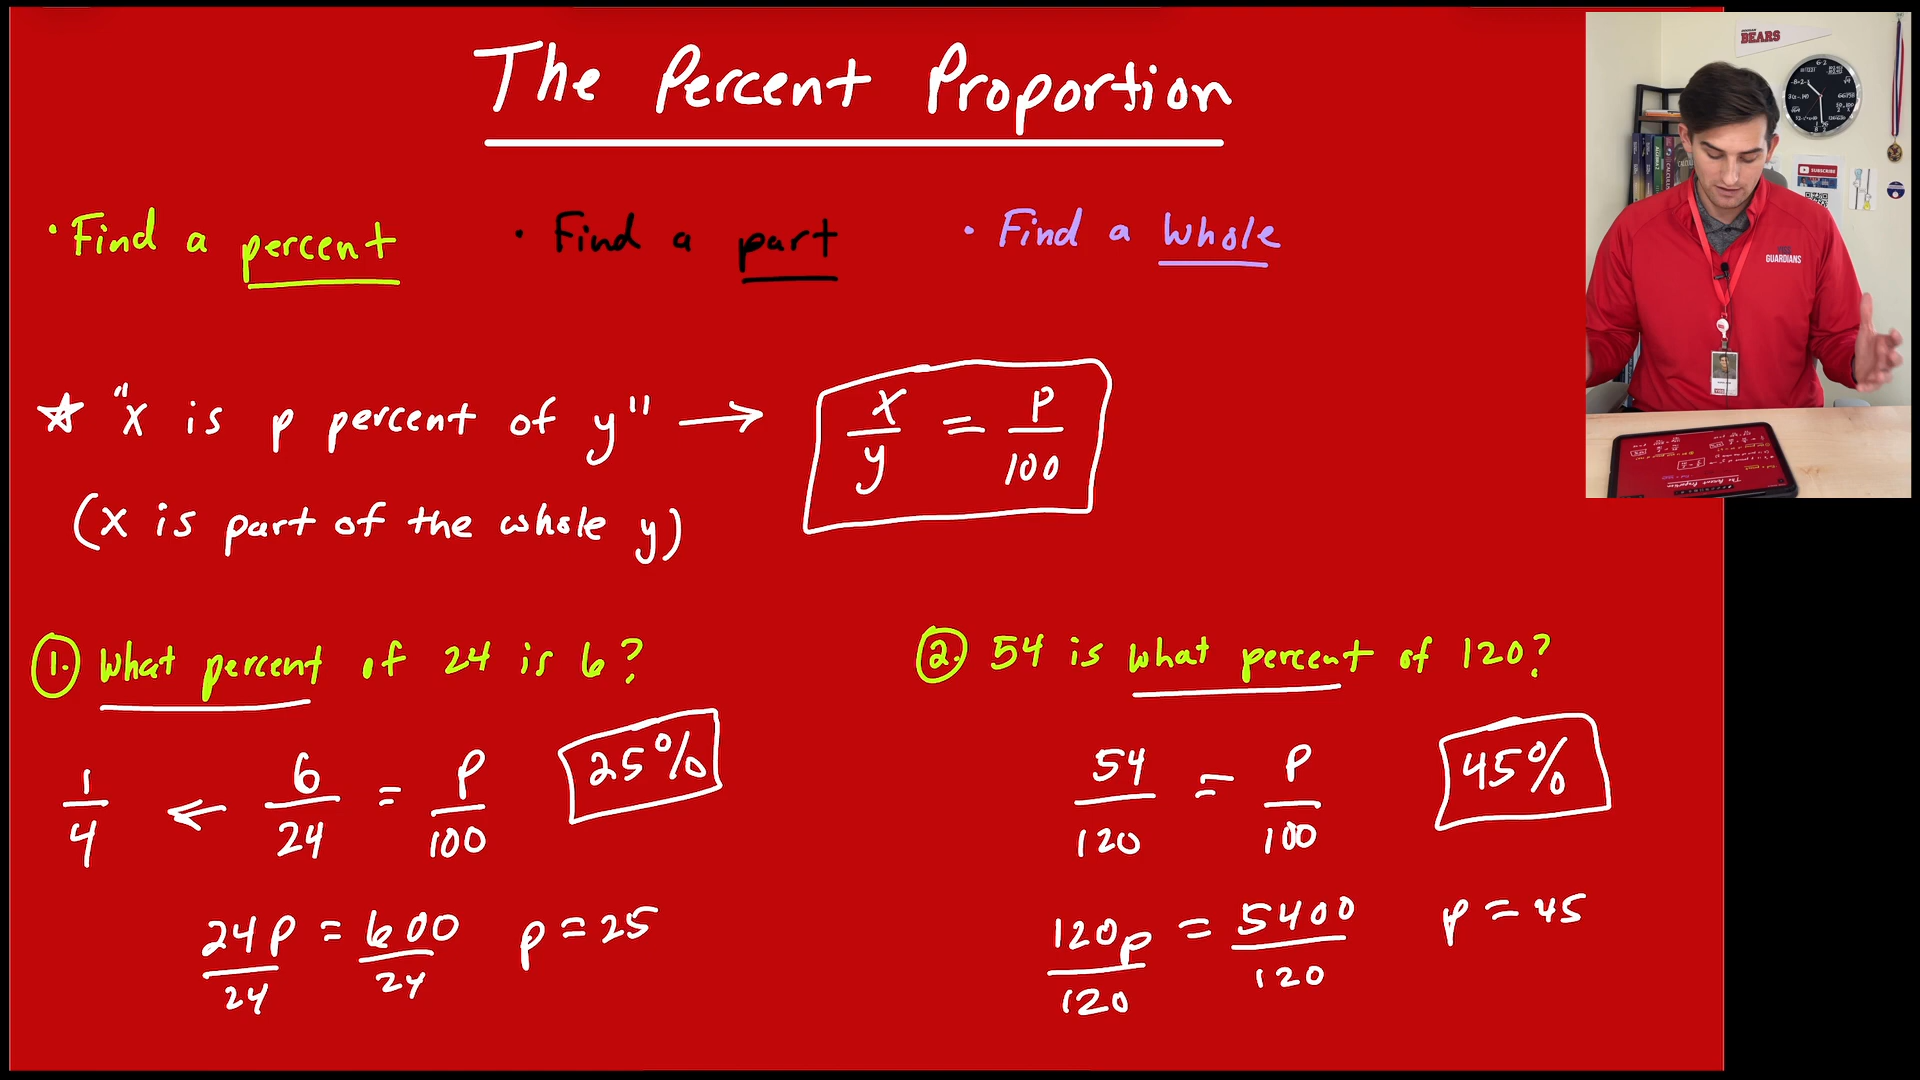 The Percent Proportion
• Find a percent
• Find a part
• Find a whole
☆ "x is p percent of y" → x/y = p/100
(x is part of the whole y)
1. What percent of 24 is 6?
1/4 ← 6/24 = p/100
25%
24p/24 = 600/24 p = 25
2. 54 is what percent of 120?
54/120 = p/100
45%
120p/120 = 5400/120 p = 45
BEARS
SUBSCRIBE
GUARDIANS